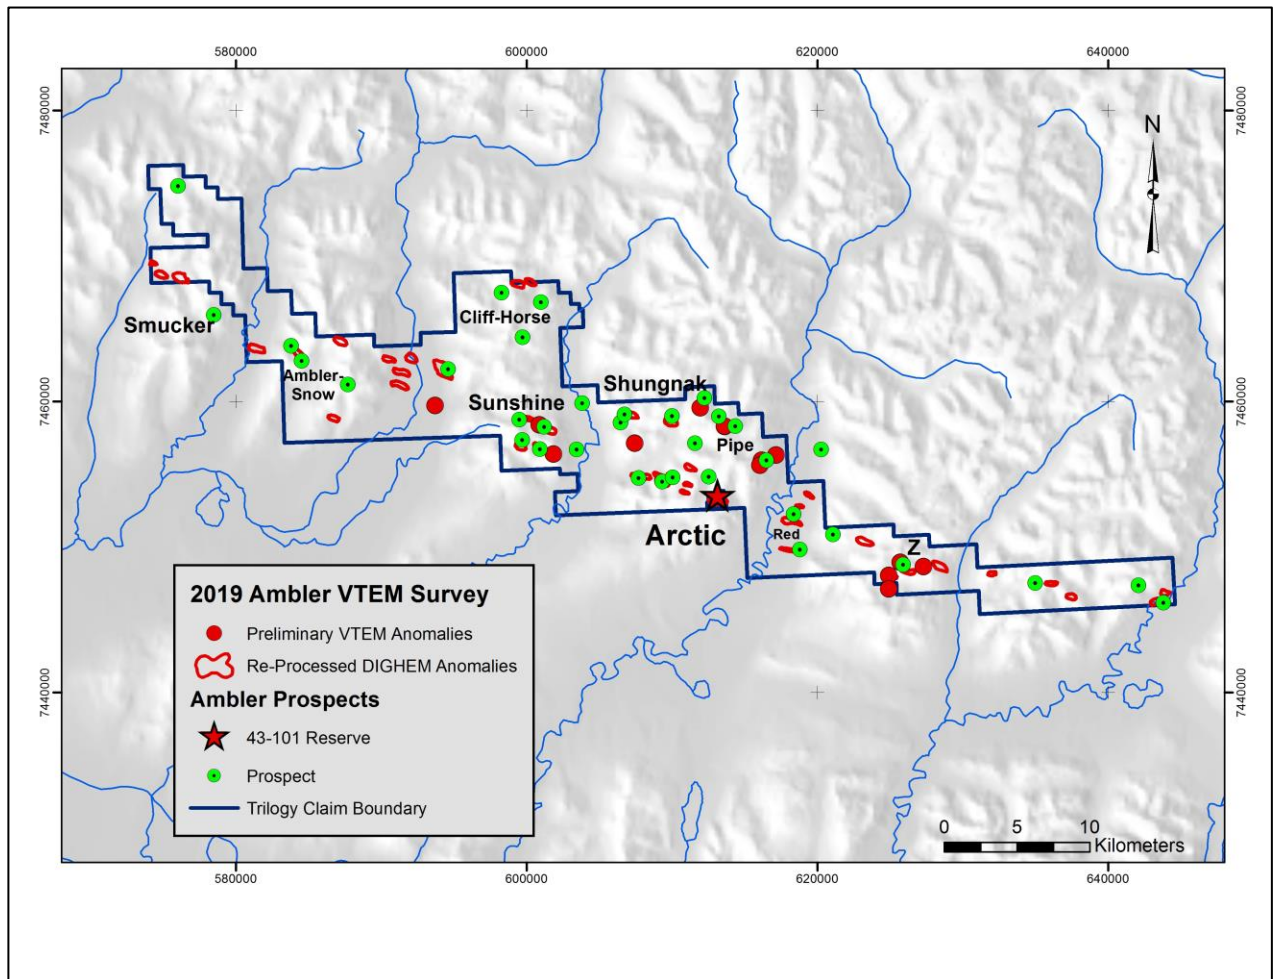 580000 600000 620000 640000
7480000 7480000
N
Smucker
Cliff-Horse
Ambler-
Snow
7460000 7460000
Shungnak
Sunshine
Pipe
Arctic
Red
Z
2019 Ambler VTEM Survey
Preliminary VTEM Anomalies
Re-Processed DIGHEM Anomalies
Ambler Prospects
43-101 Reserve
Prospect
Trilogy Claim Boundary
7440000 7440000
0 5 10
Kilometers
580000 600000 620000 640000